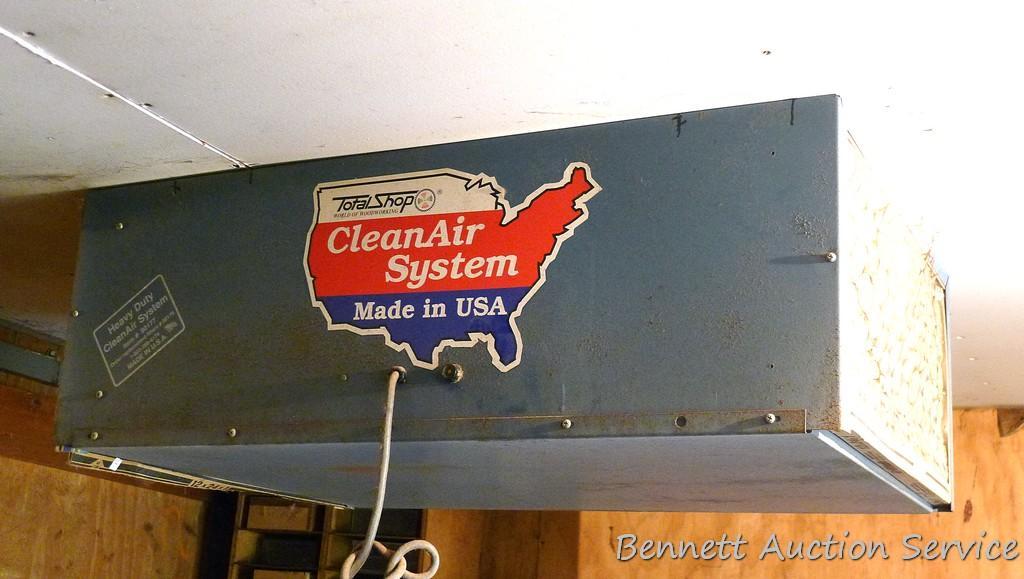 TotalShop ®
WORLD OF WOODWORKING
CleanAir
System
Made in USA
Heavy Duty
CleanAir System
MADE IN U.S.A.
Bennett Auction Service